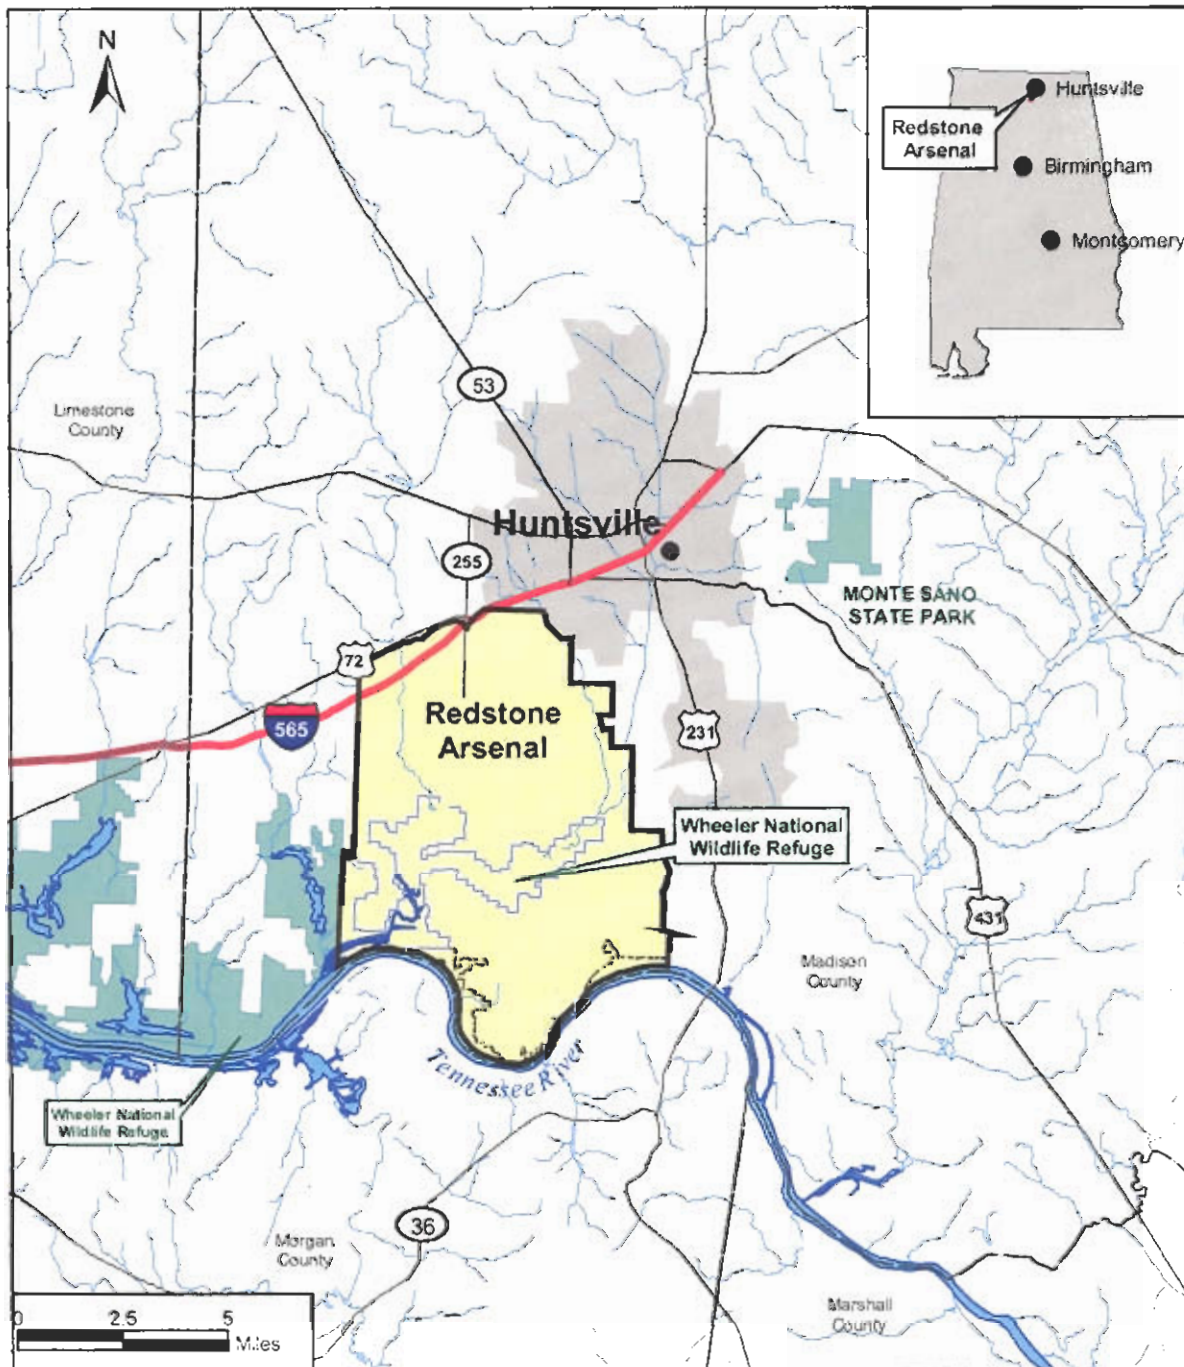 N
Huntsville
Redstone
Arsenal
Birmingham
Montgomery
53
Limestone
County
Huntsville
255
MONTE SANO
STATE PARK
72
Redstone
Arsenal
565
231
Wheeler National
Wildlife Refuge
431
Madison
County
Tennessee River
Wheeler National
Wildlife Refuge
36
Morgan
County
Marshall
County
0 2.5 5
Miles